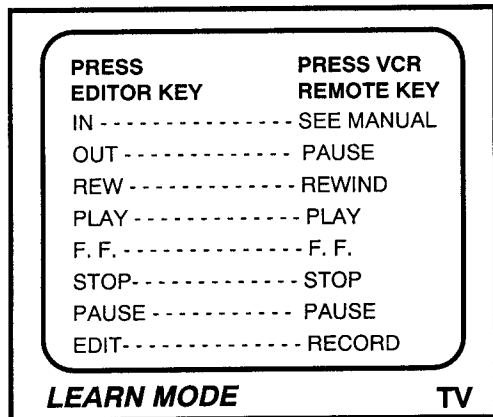 PRESS PRESS VCR
EDITOR KEY REMOTE KEY
IN - - - - - - - - - - - - - - - SEE MANUAL
OUT - - - - - - - - - - - - PAUSE
REW - - - - - - - - - - - - - REWIND
PLAY - - - - - - - - - - - - - PLAY
F. F. - - - - - - - - - - - - - - - F. F.
STOP- - - - - - - - - - - - - - STOP
PAUSE - - - - - - - - - - - PAUSE
EDIT- - - - - - - - - - - - - - - RECORD
LEARN MODE TV